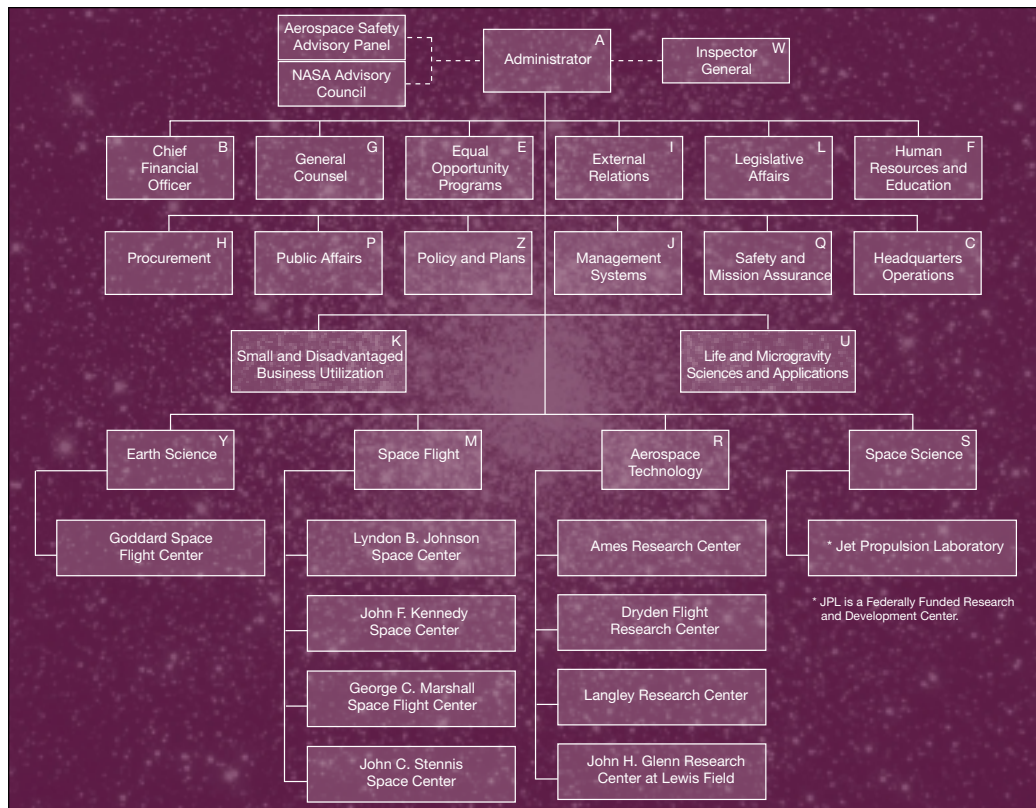 Aerospace Safety
Advisory Panel
NASA Advisory
Council
A
Administrator
W
Inspector
General
B
Chief
Financial
Officer
G
General
Counsel
E
Equal
Opportunity
Programs
I
External
Relations
L
Legislative
Affairs
F
Human
Resources and
Education
H
Procurement
P
Public Affairs
Z
Policy and Plans
J
Management
Systems
Q
Safety and
Mission Assurance
C
Headquarters
Operations
K
Small and Disadvantaged
Business Utilization
U
Life and Microgravity
Sciences and Applications
Y
Earth Science
Goddard Space
Flight Center
M
Space Flight
Lyndon B. Johnson
Space Center
John F. Kennedy
Space Center
George C. Marshall
Space Flight Center
John C. Stennis
Space Center
R
Aerospace
Technology
Ames Research Center
Dryden Flight
Research Center
Langley Research Center
John H. Glenn Research
Center at Lewis Field
S
Space Science
* Jet Propulsion Laboratory
* JPL is a Federally Funded Research
and Development Center.